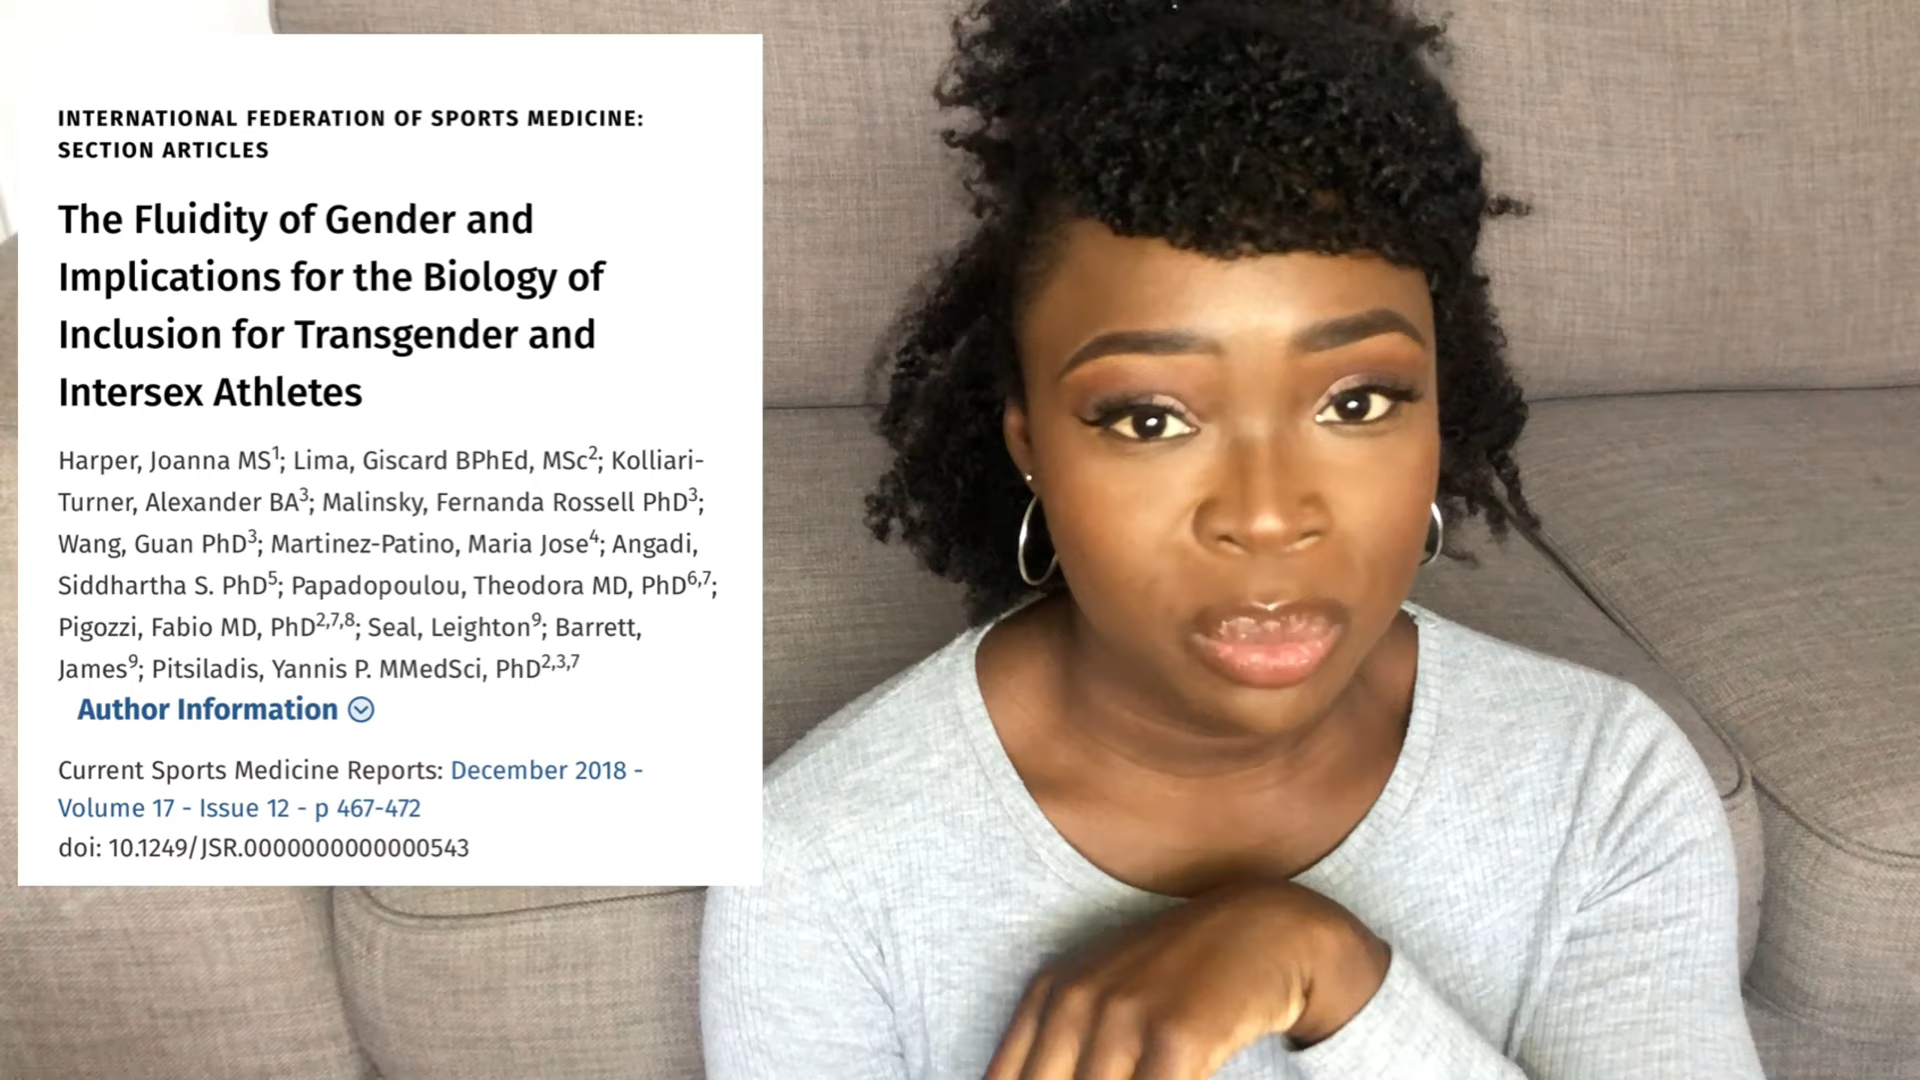 INTERNATIONAL FEDERATION OF SPORTS MEDICINE:
SECTION ARTICLES
The Fluidity of Gender and
Implications for the Biology of
Inclusion for Transgender and
Intersex Athletes
Harper, Joanna MS1; Lima, Giscard BPhEd, MSc2; Kolliari-
Turner, Alexander BA3; Malinsky, Fernanda Rossell PhD3;
Wang, Guan PhD3; Martinez-Patino, Maria Jose4; Angadi,
Siddhartha S. PhD5; Papadopoulou, Theodora MD, PhD6,7;
Pigozzi, Fabio MD, PhD2,7,8; Seal, Leighton9; Barrett,
James9; Pitsiladis, Yannis P. MMedSci, PhD2,3,7
Author Information
Current Sports Medicine Reports: December 2018 -
Volume 17 - Issue 12 - p 467-472
doi: 10.1249/JSR.0000000000000543